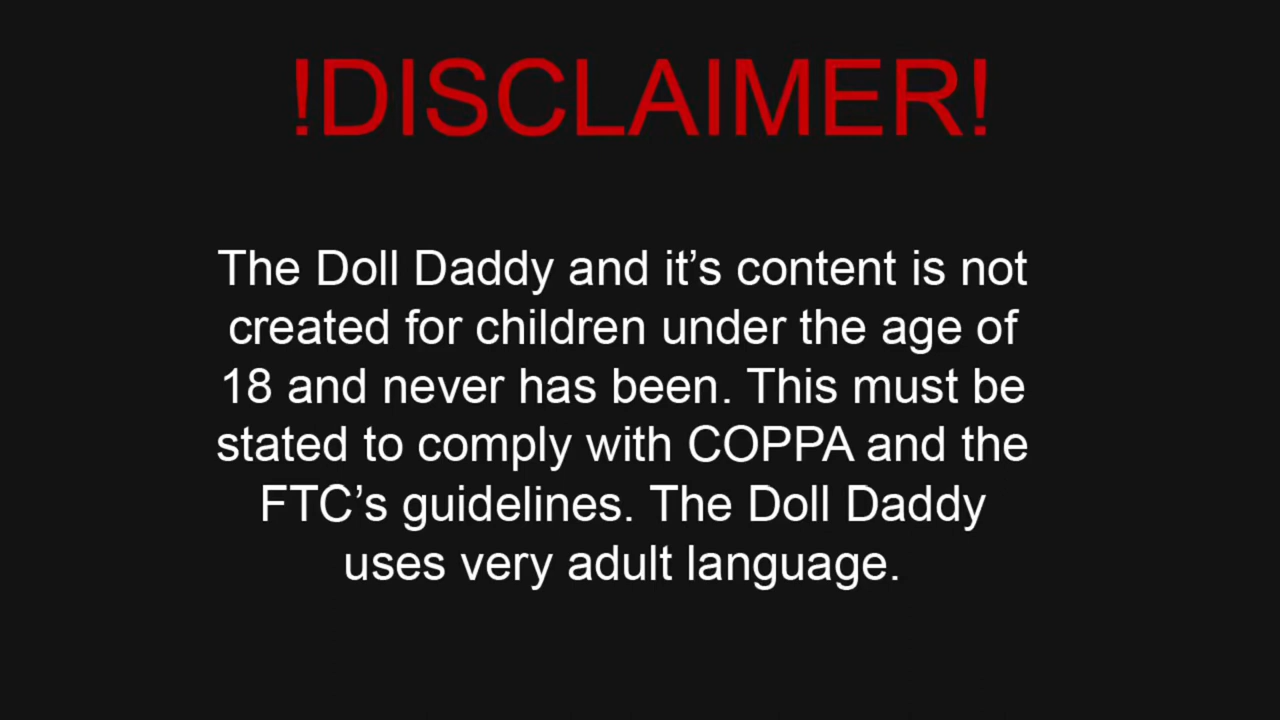 !DISCLAIMER!
The Doll Daddy and it’s content is not
created for children under the age of
18 and never has been. This must be
stated to comply with COPPA and the
FTC’s guidelines. The Doll Daddy
uses very adult language.